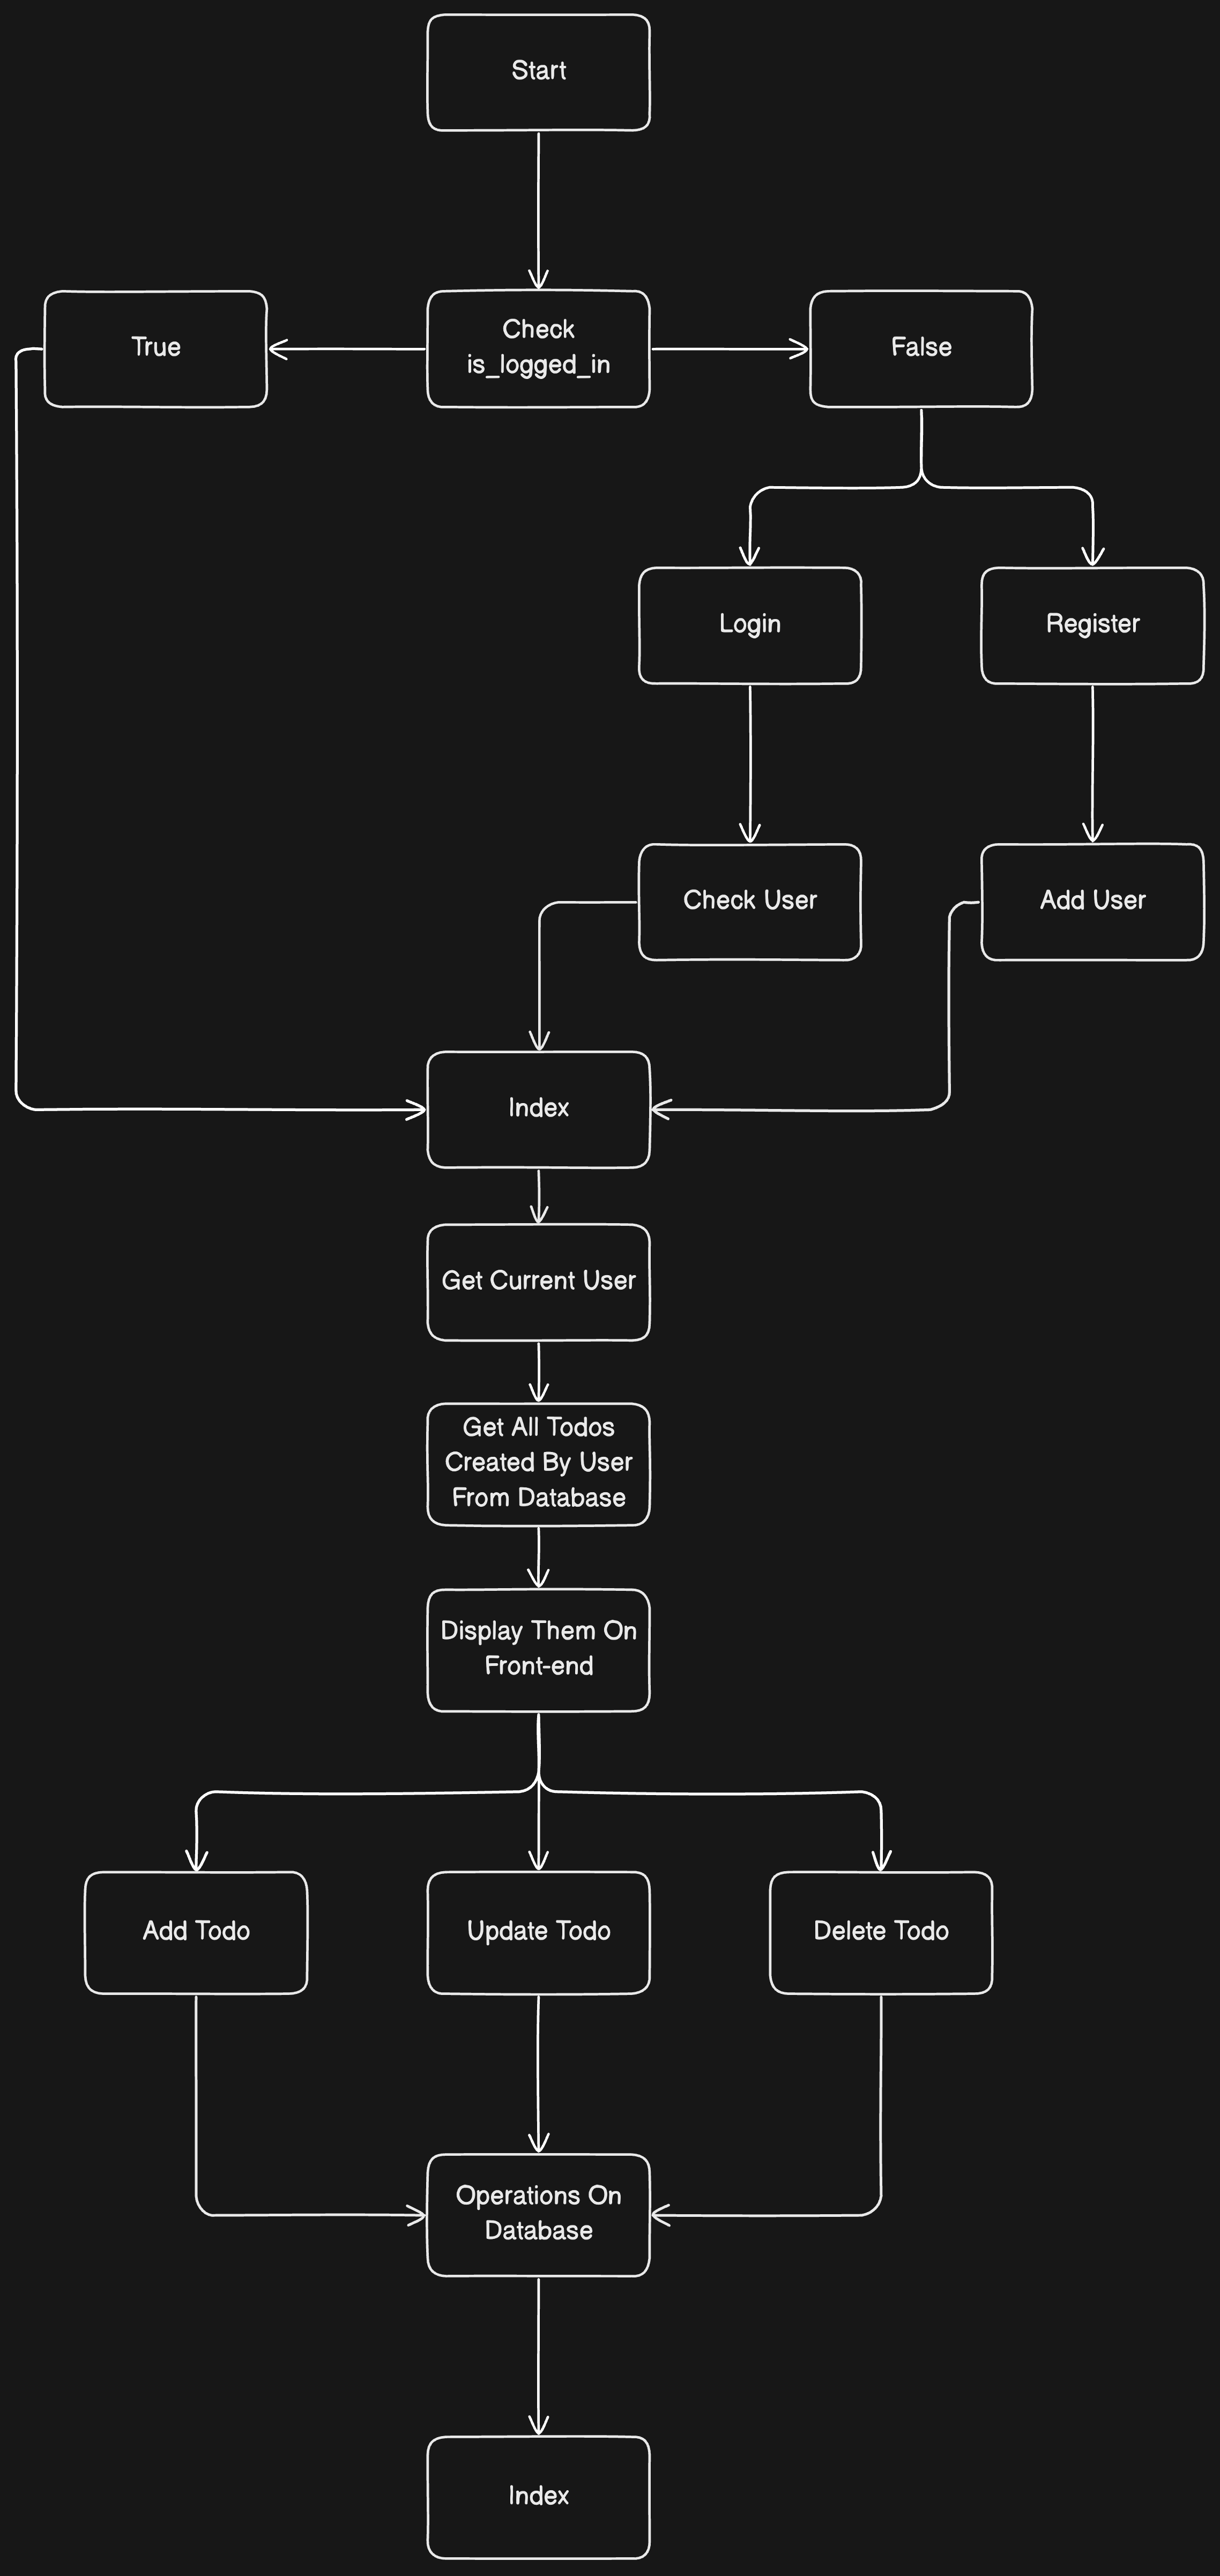 Start
True
Check
is_logged_in
False
Login
Register
Check User
Add User
Index
Get Current User
Get All Todos
Created By User
From Database
Display Them On
Front-end
Add Todo
Update Todo
Delete Todo
Operations On
Database
Index